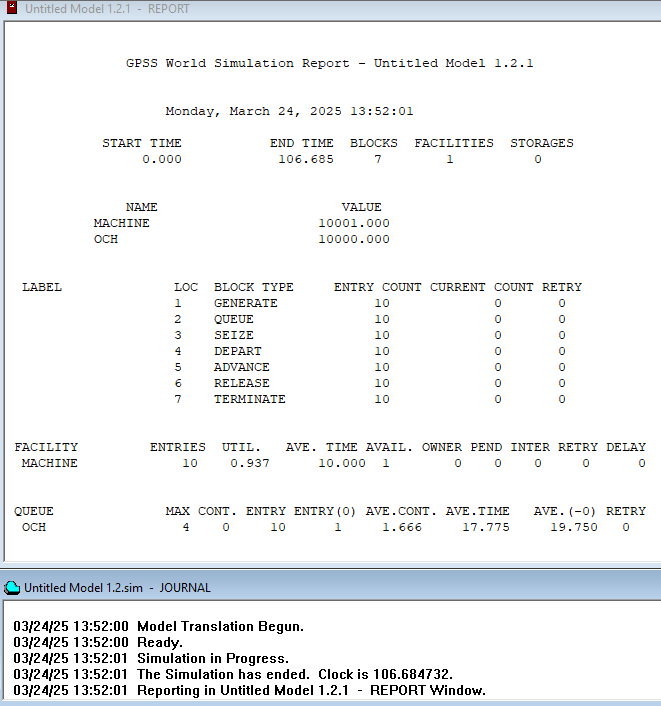 Untitled Model 1.2.1 - REPORT
GPSS World Simulation Report - Untitled Model 1.2.1
Monday, March 24, 2025 13:52:01
START TIME END TIME BLOCKS FACILITIES STORAGES
0.000 106.685 7 1 0
NAME VALUE
MACHINE 10001.000
OCH 10000.000
LABEL LOC BLOCK TYPE ENTRY COUNT CURRENT COUNT RETRY
1 GENERATE 10 0 0
2 QUEUE 10 0 0
3 SEIZE 10 0 0
4 DEPART 10 0 0
5 ADVANCE 10 0 0
6 RELEASE 10 0 0
7 TERMINATE 10 0 0
FACILITY ENTRIES UTIL. AVE. TIME AVAIL. OWNER PEND INTER RETRY DELAY
MACHINE 10 0.937 10.000 1 0 0 0 0 0
QUEUE MAX CONT. ENTRY ENTRY(0) AVE.CONT. AVE.TIME AVE.(-0) RETRY
OCH 4 0 10 1 1.666 17.775 19.750 0
Untitled Model 1.2.sim - JOURNAL
03/24/25 13:52:00 Model Translation Begun.
03/24/25 13:52:00 Ready.
03/24/25 13:52:01 Simulation in Progress.
03/24/25 13:52:01 The Simulation has ended. Clock is 106.684732.
03/24/25 13:52:01 Reporting in Untitled Model 1.2.1 - REPORT Window.